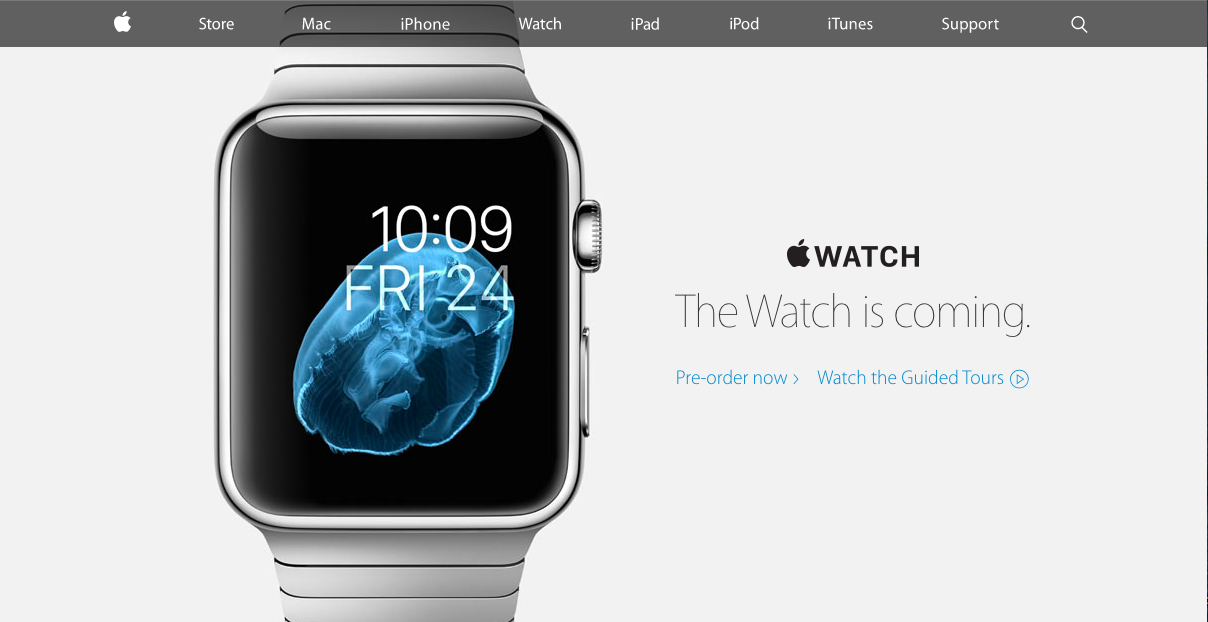 Store Mac iPhone Watch iPad iPod iTunes Support
10:09
FRI 24
WATCH
The Watch is coming.
Pre-order now › Watch the Guided Tours